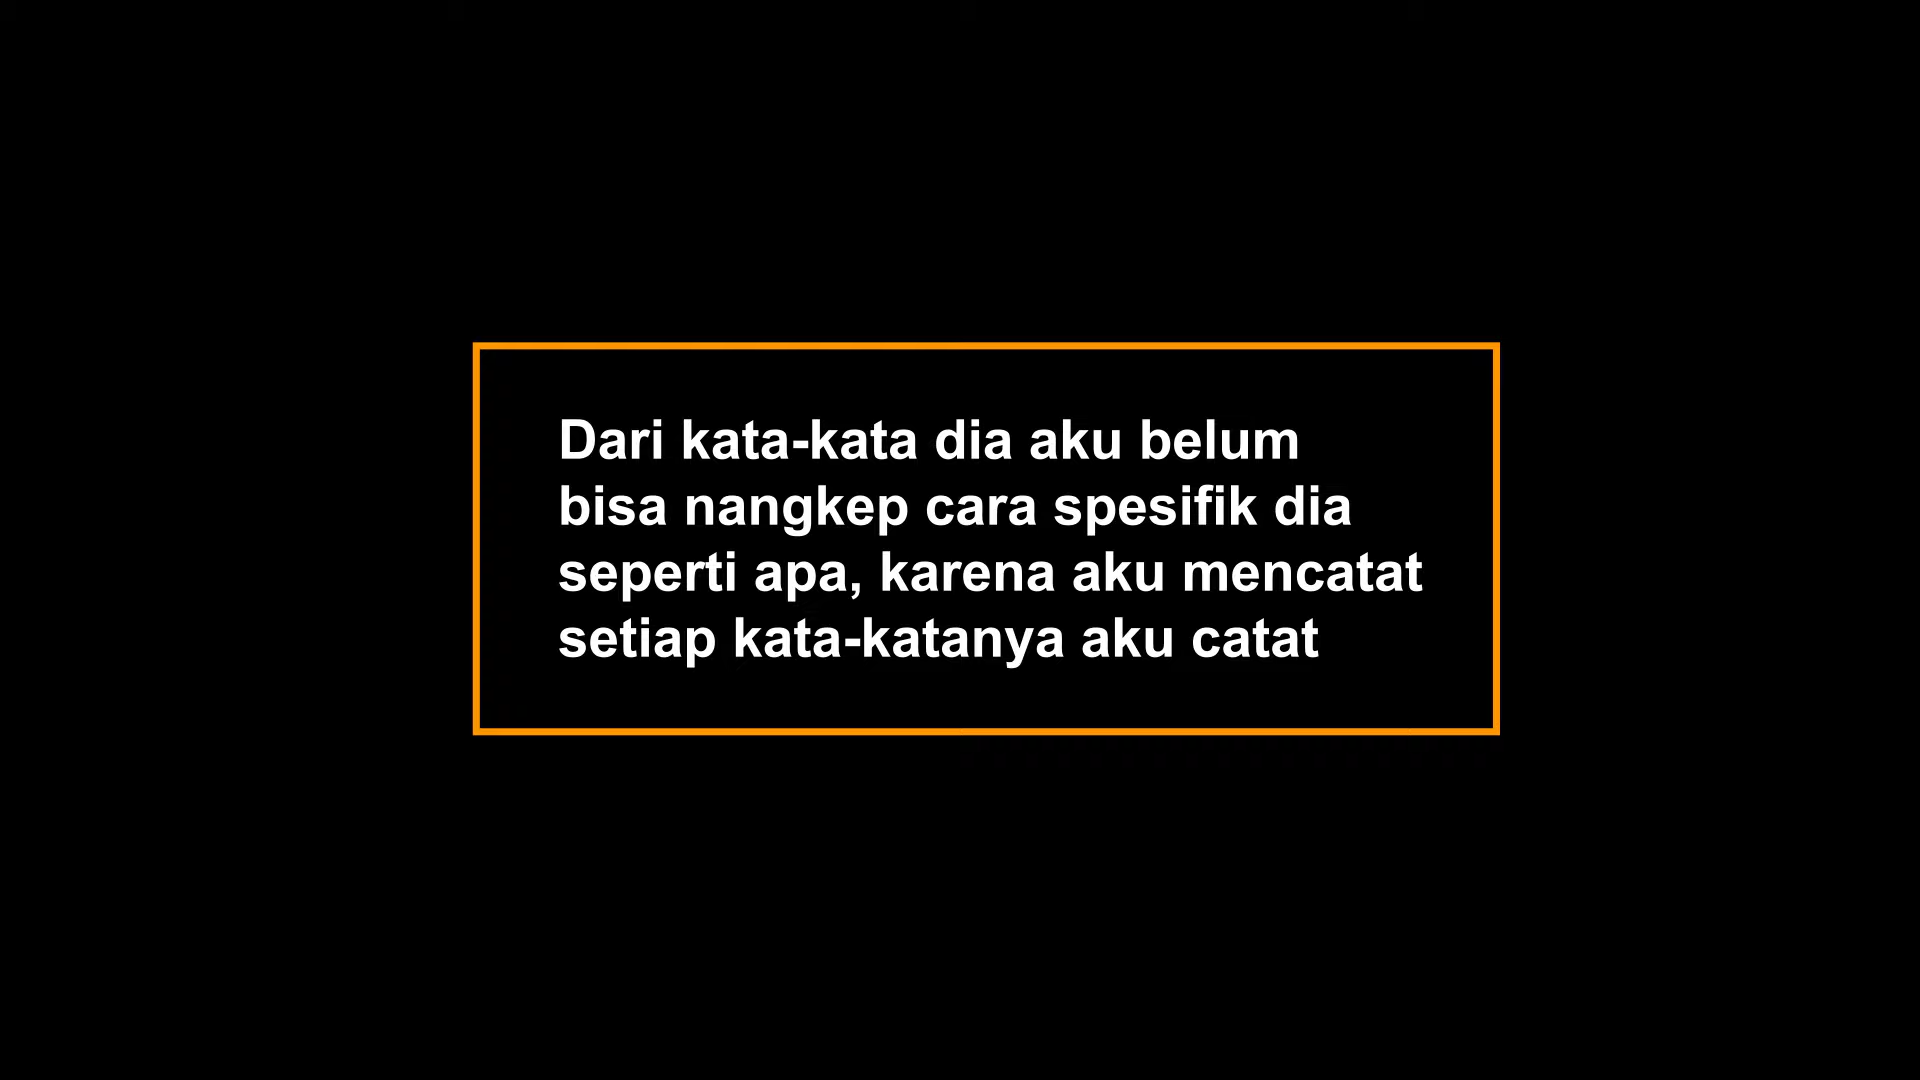 Dari kata-kata dia aku belum
bisa nangkep cara spesifik dia
seperti apa, karena aku mencatat
setiap kata-katanya aku catat